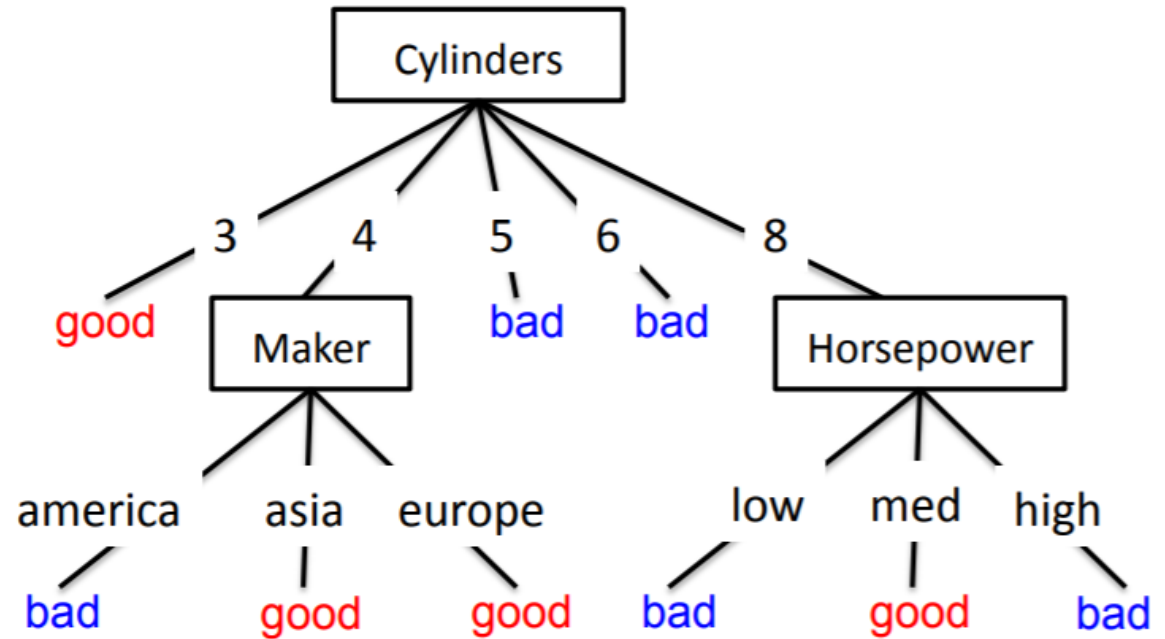 Cylinders
3 4 5 6 8
good Maker bad bad Horsepower
america asia europe low med high
bad good good bad good bad